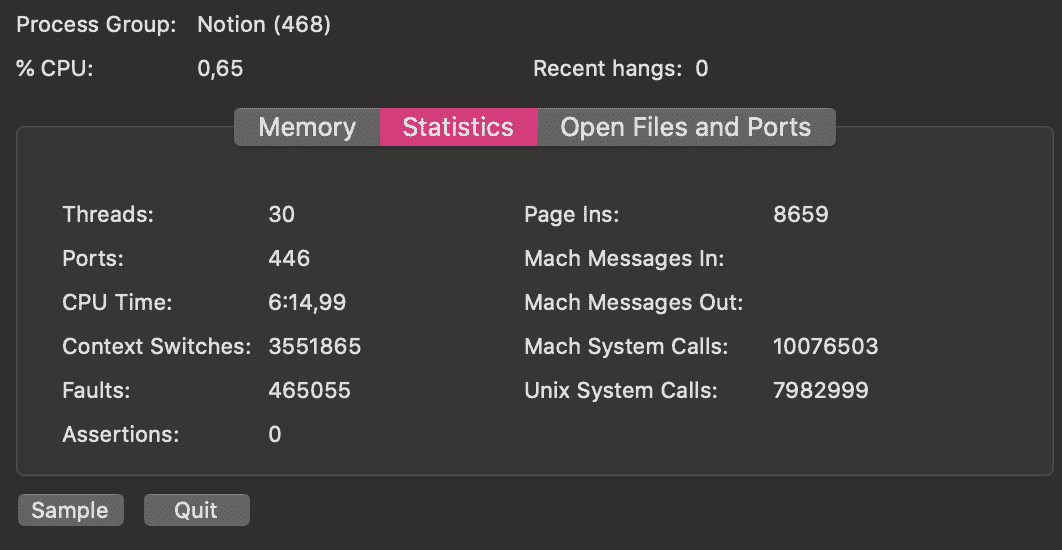 Process Group: Notion (468)
% CPU: 0,65 Recent hangs: 0
Memory Statistics Open Files and Ports
Threads: 30 Page Ins: 8659
Ports: 446 Mach Messages In:
CPU Time: 6:14,99 Mach Messages Out:
Context Switches: 3551865 Mach System Calls: 10076503
Faults: 465055 Unix System Calls: 7982999
Assertions: 0
Sample Quit